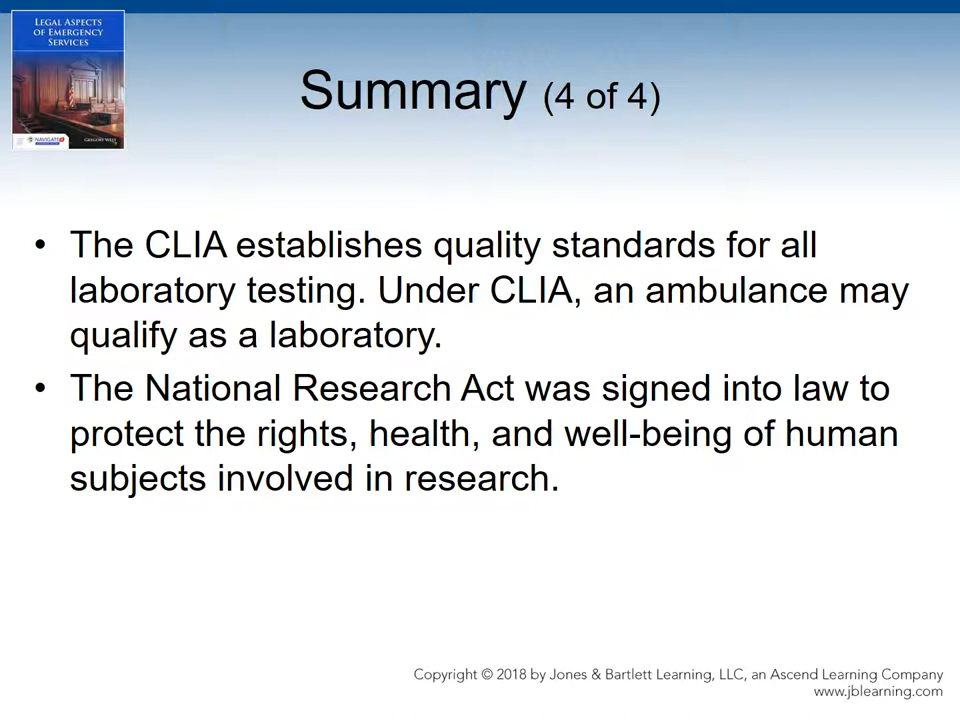 LEGAL ASPECTS
OF EMERGENCY
SERVICES
NAVIGATE
Summary (4 of 4)
• The CLIA establishes quality standards for all
laboratory testing. Under CLIA, an ambulance may
qualify as a laboratory.
• The National Research Act was signed into law to
protect the rights, health, and well-being of human
subjects involved in research.
Copyright © 2018 by Jones & Bartlett Learning, LLC, an Ascend Learning Company
www.jblearning.com